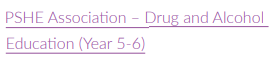 PSHE Association – Drug and Alcohol
Education (Year 5-6)